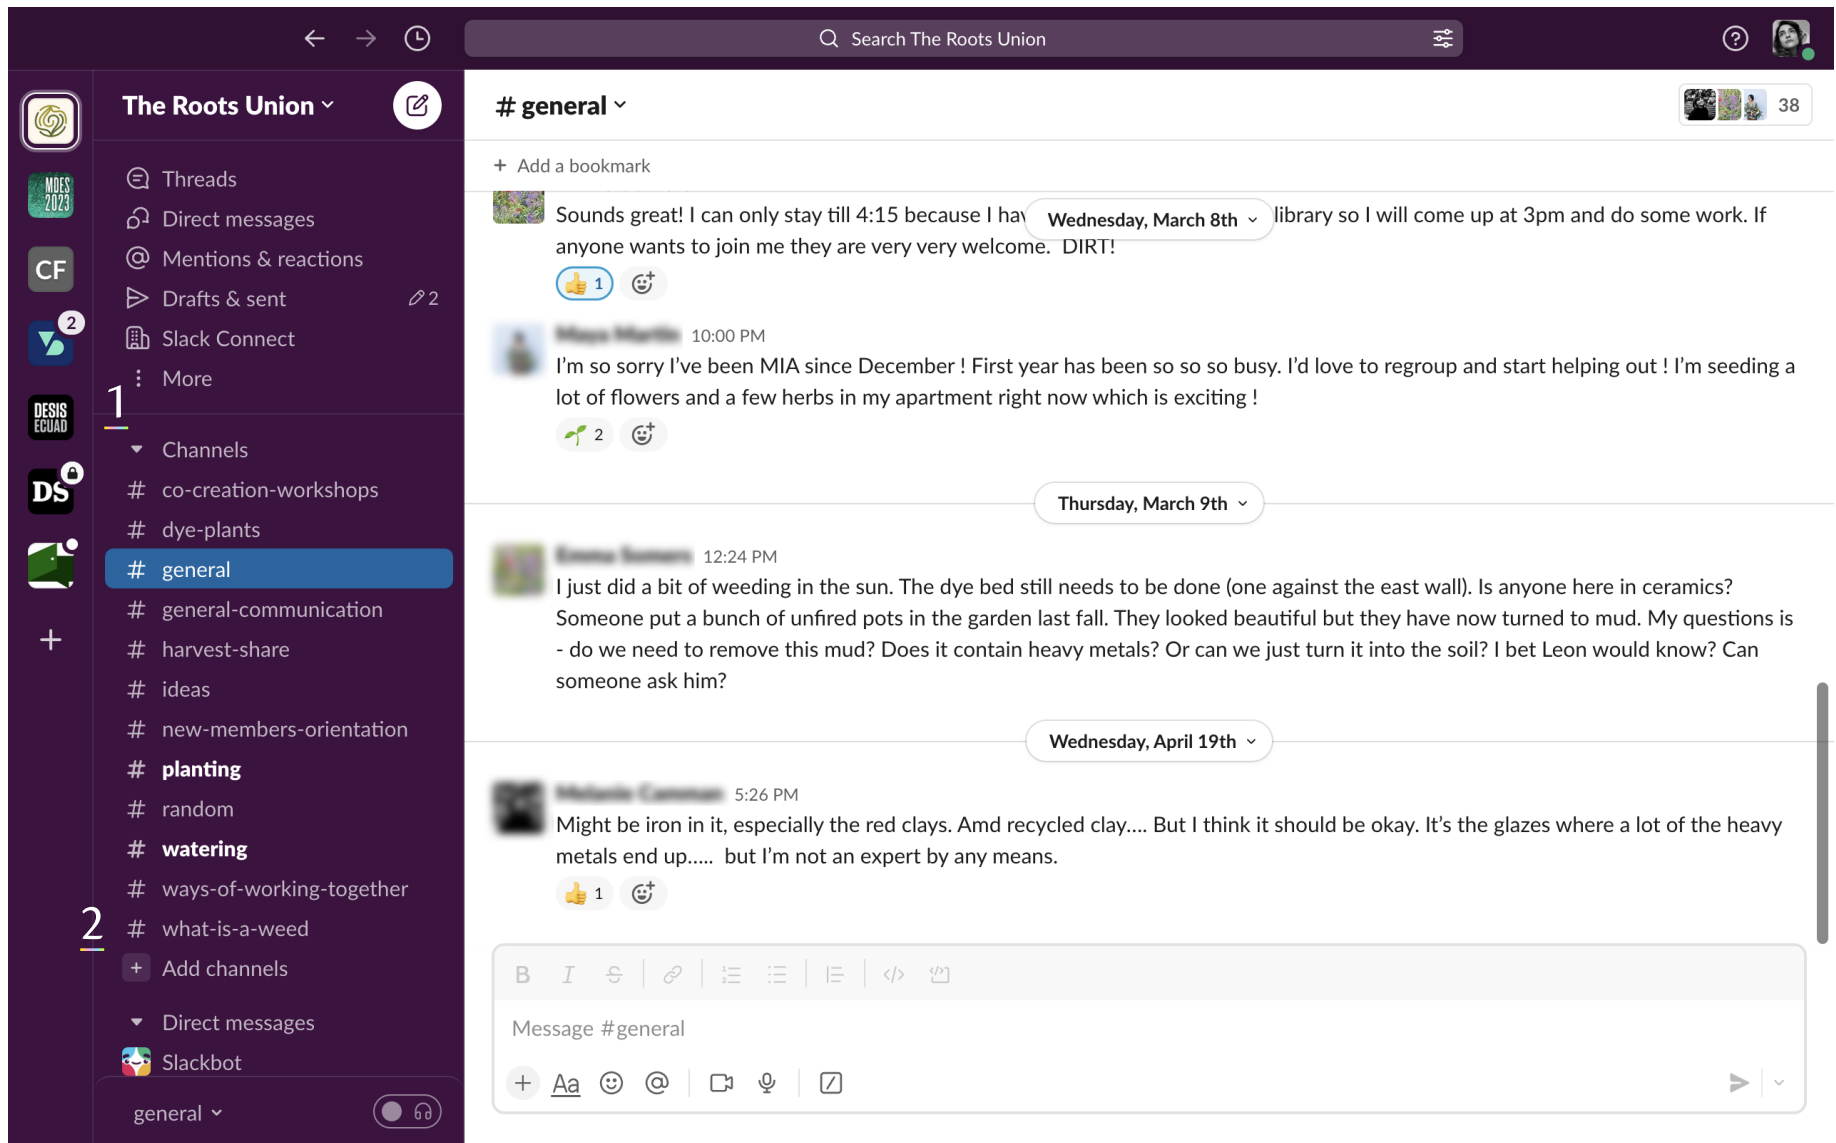 Search The Roots Union
The Roots Union
# general
38
MDES
2023
+ Add a bookmark
Threads
Direct messages
CF
Mentions & reactions
Drafts & sent 2
2
Slack Connect
More
1
DESIS
ECUAD
Channels
# co-creation-workshops
DS
# dye-plants
# general
# general-communication
# harvest-share
# ideas
# new-members-orientation
# planting
# random
# watering
# ways-of-working-together
2
# what-is-a-weed
+ Add channels
Direct messages
Slackbot
general
Sounds great! I can only stay till 4:15 because I hav
Wednesday, March 8th
library so I will come up at 3pm and do some work. If
anyone wants to join me they are very very welcome. DIRT!
👍 1
10:00 PM
I'm so sorry I've been MIA since December ! First year has been so so so busy. I'd love to regroup and start helping out ! I'm seeding a
lot of flowers and a few herbs in my apartment right now which is exciting !
🌱 2
Thursday, March 9th
12:24 PM
I just did a bit of weeding in the sun. The dye bed still needs to be done (one against the east wall). Is anyone here in ceramics?
Someone put a bunch of unfired pots in the garden last fall. They looked beautiful but they have now turned to mud. My questions is
- do we need to remove this mud? Does it contain heavy metals? Or can we just turn it into the soil? I bet Leon would know? Can
someone ask him?
Wednesday, April 19th
5:26 PM
Might be iron in it, especially the red clays. Amd recycled clay.... But I think it should be okay. It's the glazes where a lot of the heavy
metals end up..... but I'm not an expert by any means.
👍 1
B I S
Message #general
+ Aa @